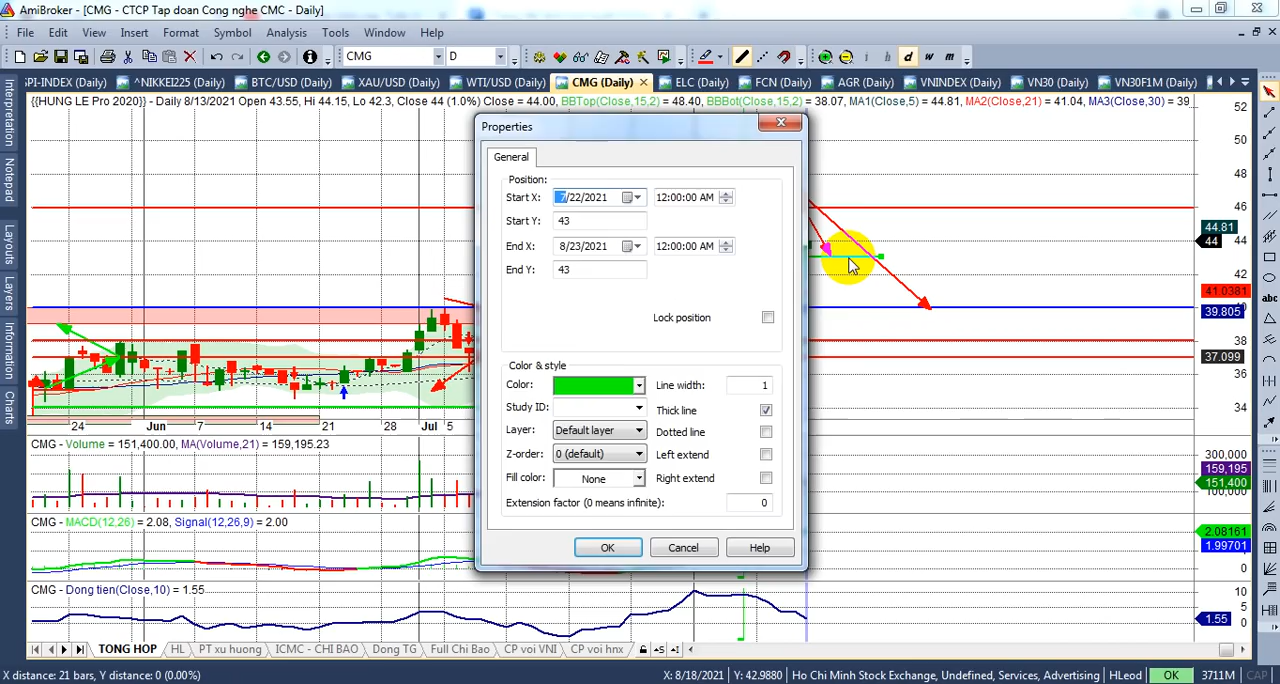 AmiBroker - [CMG - CTCP Tap doan Cong nghe CMC - Daily]
File Edit View Insert Format Symbol Analysis Tools Window Help
CMG D i h d w m
PI-INDEX (Daily) ^NIKKEI225 (Daily) BTC/USD (Daily) XAU/USD (Daily) WTI/USD (Daily) CMG (Daily) ELC (Daily) FCN (Daily) AGR (Daily) VNINDEX (Daily) VN30 (Daily) VN30F1M (Daily)
{{HUNG LE Pro 2020}} - Daily 8/13/2021 Open 43.55, Hi 44.15, Lo 42.3, Close 44 (1.0%) Close = 44.00, BBTop(Close,15,2) = 48.40, BBBot(Close,15,2) = 38.07, MA1(Close,5) = 44.81, MA2(Close,21) = 41.04, MA3(Close,30) = 39
Interpretation
Notepad
Layouts
Layers
Information
Charts
Properties
General
Position:
Start X: 7/22/2021 12:00:00 AM
Start Y: 43
End X: 8/23/2021 12:00:00 AM
End Y: 43
Lock position
Color & style
Color: Line width: 1
Study ID: Thick line
Layer: Default layer Dotted line
Z-order: 0 (default) Left extend
Fill color: None Right extend
Extension factor (0 means infinite): 0
OK Cancel Help
52
50
48
46
44.81
44
42
41.0381
39.805
38
37.099
36
34
abc
24 Jun 7 14 21 28 Jul 5
CMG - Volume = 151,400.00, MA(Volume,21) = 159,195.23
300,000
159,195
151,400
100,000
CMG - MACD(12,26) = 2.08, Signal(12,26,9) = 2.00
2.08161
1.99701
0
CMG - Dong tien(Close,10) = 1.55
10
5
1.55
0
TONG HOP HL PT xu huong ICMC - CHI BAO Dong TG Full Chi Bao CP voi VNI CP voi hnx
X distance: 21 bars, Y distance: 0 (0.00%) X: 8/18/2021 Y: 42.9880 Ho Chi Minh Stock Exchange, Undefined, Services, Advertising HLeod OK 3711M CAP